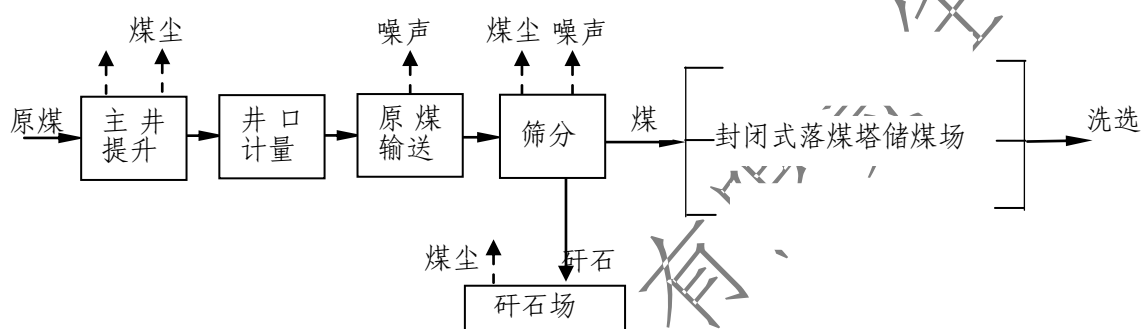 煤尘
噪声
煤尘 噪声
原煤
主井
提升
井口
计量
原煤
输送
筛分
煤
封闭式落煤塔储煤场
洗选
煤尘
矸石
矸石场
有